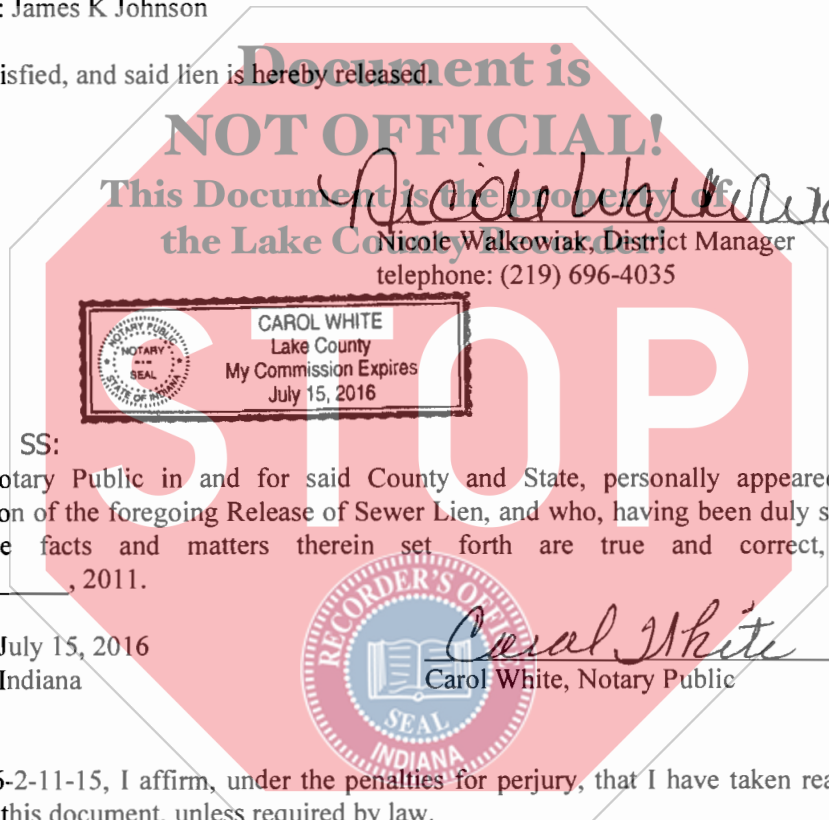 : James K Johnson
isfied, and said lien is hereby released.
Document is
NOT OFFICIAL!
This Document is the property of
the Lake County Recorder!
Nicole Walkowiak
Nicole Walkowiak, District Manager
telephone: (219) 696-4035
STOP
NOTARY PUBLIC
NOTARY
SEAL
STATE OF INDIANA
CAROL WHITE
Lake County
My Commission Expires
July 15, 2016
SS:
otary Public in and for said County and State, personally appeared
on of the foregoing Release of Sewer Lien, and who, having been duly s
e facts and matters therein set forth are true and correct,
, 2011.
RECORDER'S OFFICE
SEAL
INDIANA
July 15, 2016
Indiana
Carol White
Carol White, Notary Public
-2-11-15, I affirm, under the penalties for perjury, that I have taken rea
this document, unless required by law.